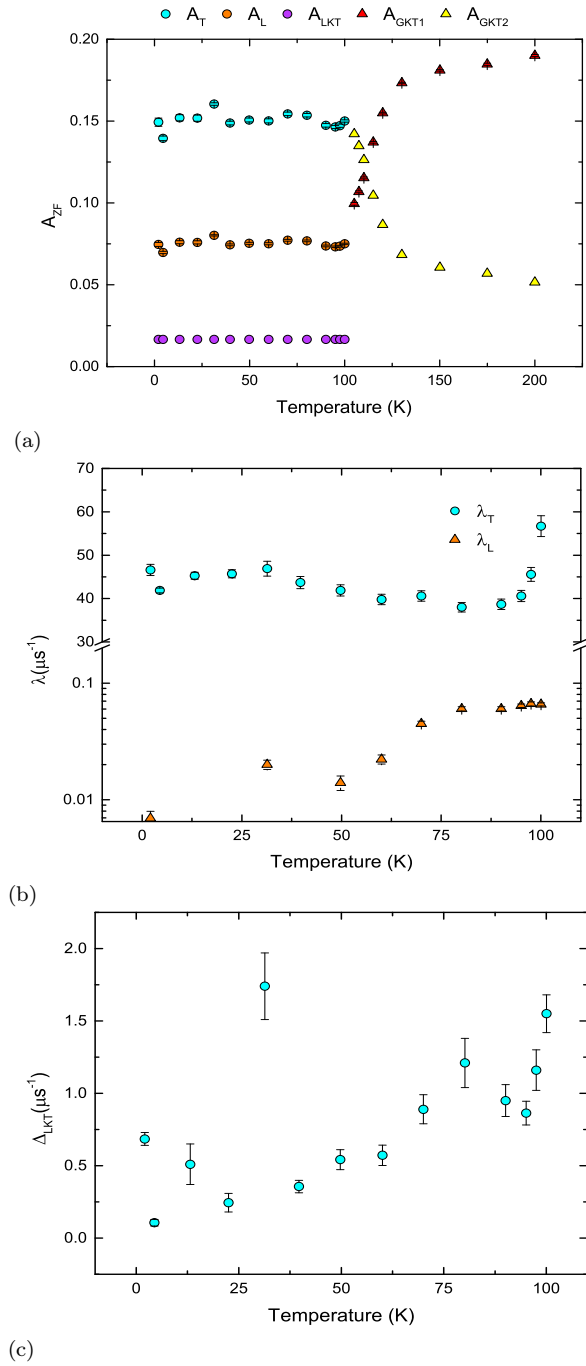 A_T A_L A_LKT A_GKT1 A_GKT2
0.20
0.15
0.10
0.05
0.00
A_ZF
0 50 100 150 200
Temperature (K)
(a)
70
60
50
40
30
0.1
0.01
λ(μs⁻¹)
λ_T
λ_L
0 25 50 75 100
Temperature (K)
(b)
2.0
1.5
1.0
0.5
0.0
Δ_LKT(μs⁻¹)
0 25 50 75 100
Temperature (K)
(c)